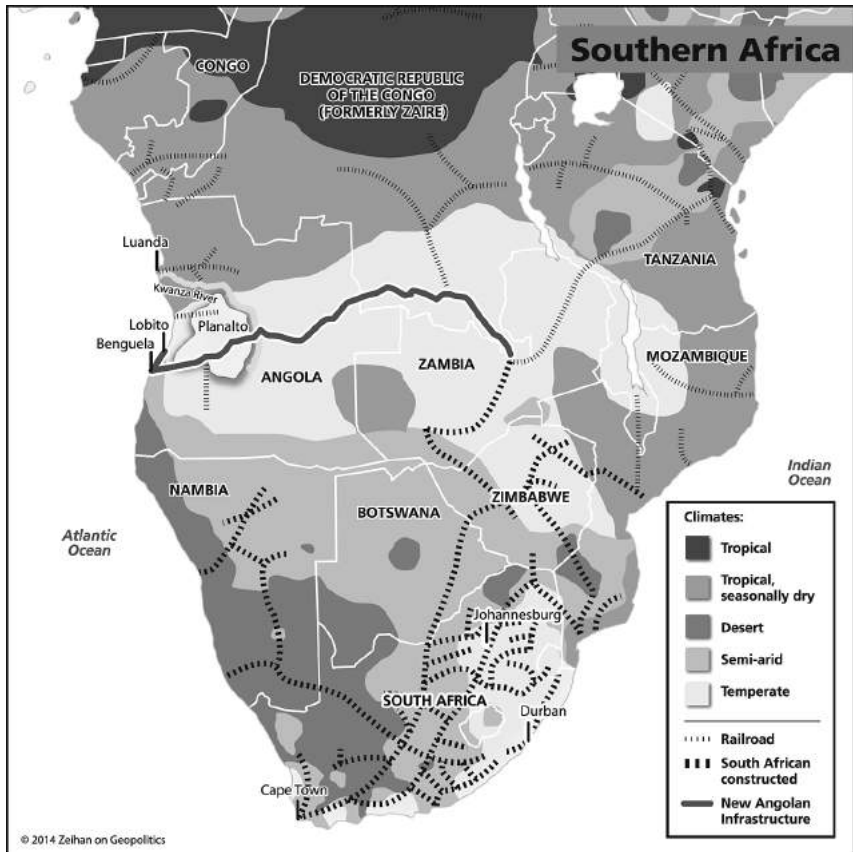 Southern Africa
CONGO
DEMOCRATIC REPUBLIC
OF THE CONGO
(FORMERLY ZAIRE)
Luanda
TANZANIA
Kwanza River
Lobito
Planalto
Benguela
MOZAMBIQUE
ANGOLA
ZAMBIA
Indian
Ocean
NAMBIA
ZIMBABWE
BOTSWANA
Atlantic
Ocean
Climates:
Tropical
Tropical,
seasonally dry
Desert
Semi-arid
Temperate
Railroad
South African
constructed
New Angolan
Infrastructure
Johannesburg
SOUTH AFRICA
Durban
Cape Town
© 2014 Zeihan on Geopolitics